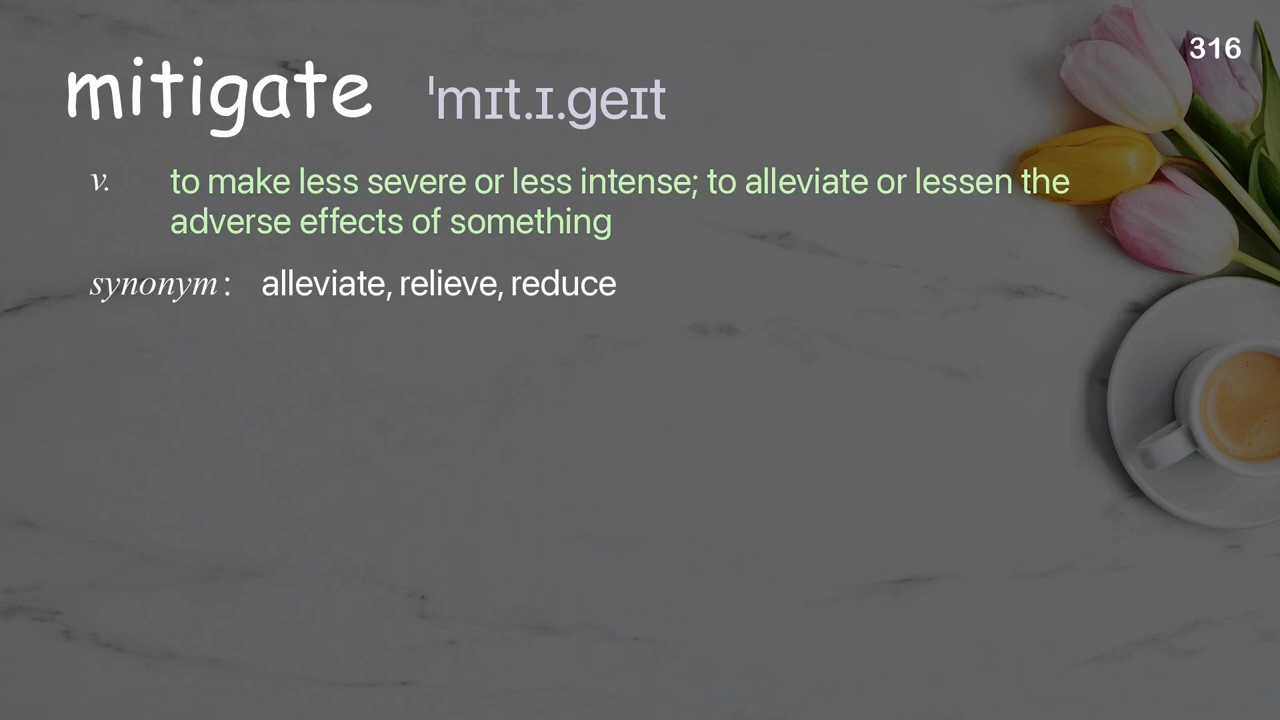 316
mitigate ˈmɪt.ɪ.geɪt
v. to make less severe or less intense; to alleviate or lessen the
adverse effects of something
synonym: alleviate, relieve, reduce